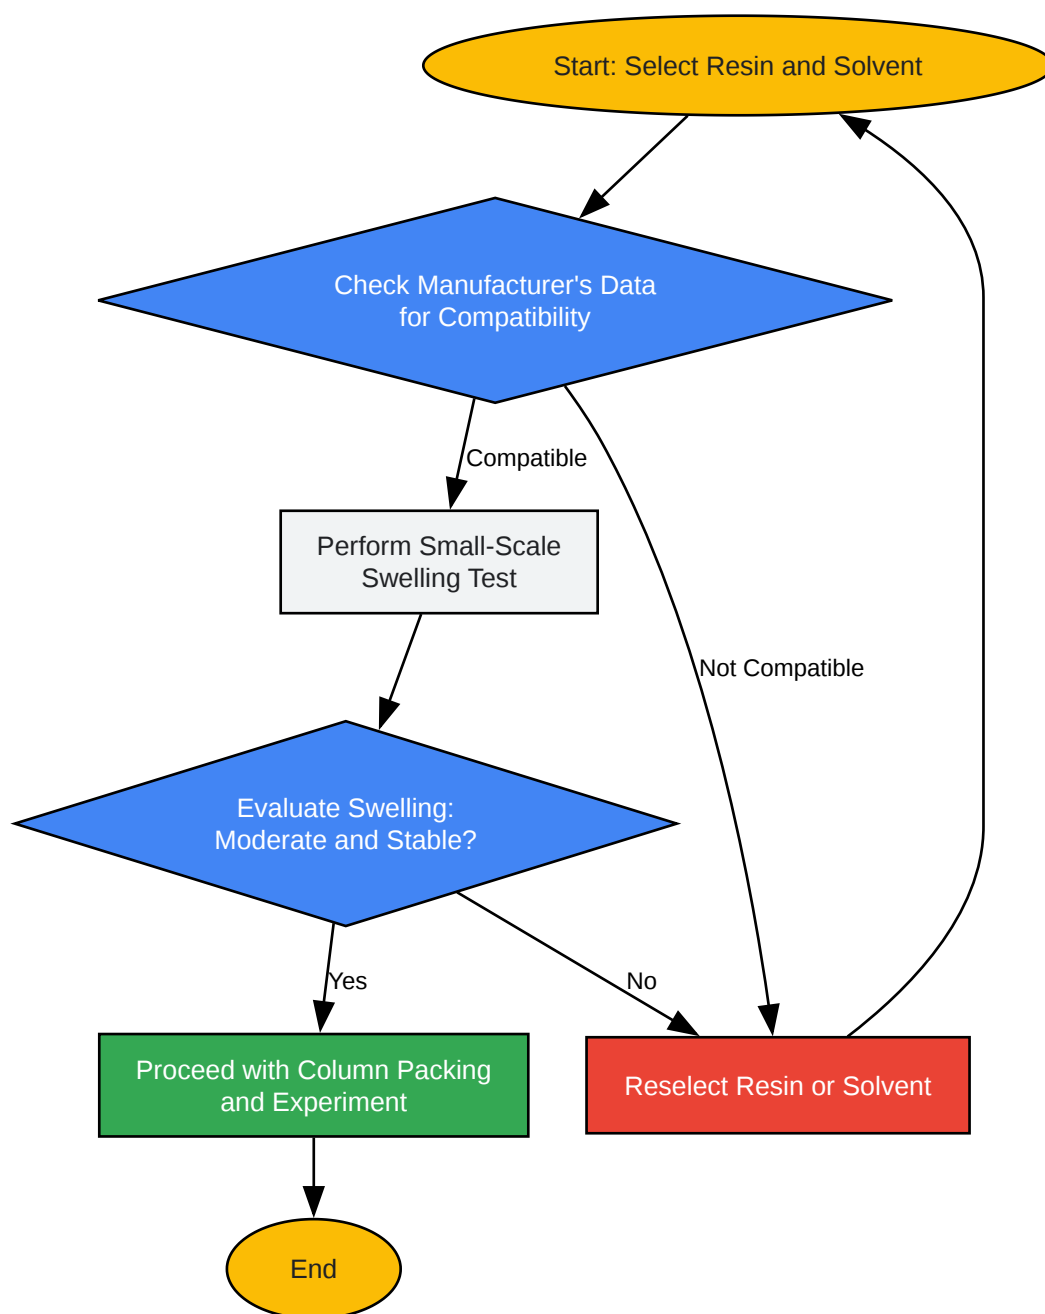 Start: Select Resin and Solvent
Check Manufacturer's Data
for Compatibility
Compatible
Perform Small-Scale
Swelling Test
Not Compatible
Evaluate Swelling:
Moderate and Stable?
Yes
No
Proceed with Column Packing
and Experiment
Reselect Resin or Solvent
End